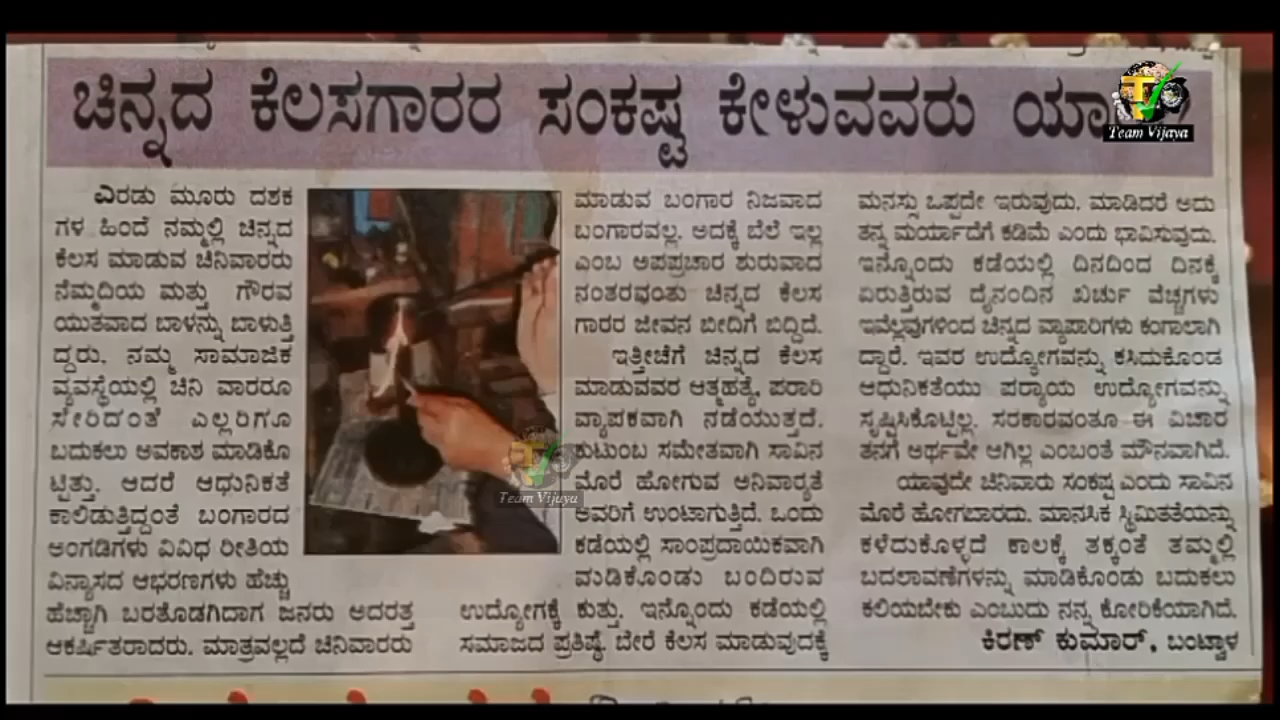 ಚಿನ್ನದ ಕೆಲಸಗಾರರ ಸಂಕಷ್ಟ ಕೇಳುವವರು
Team Vijaya
ಎರಡು ಮೂರು ದಶಕ
ಗಳ ಹಿಂದೆ ನಮ್ಮಲ್ಲಿ ಚಿನ್ನದ
ಕೆಲಸ ಮಾಡುವ ಚಿನಿವಾರರು
ನೆಮ್ಮದಿಯ ಮತ್ತು ಗೌರವ
ಯುತವಾದ ಬಾಳನ್ನು ಬಾಳುತ್ತಿ
ದ್ದರು. ನಮ್ಮ ಸಾಮಾಜಿಕ
ವ್ಯವಸ್ಥೆಯಲ್ಲಿ ಚಿನಿ ವಾರರೂ
ಸೇರಿದಂತೆ ಎಲ್ಲರಿಗೂ
ಬದುಕಲು ಅವಕಾಶ ಮಾಡಿಕೊ
ಟ್ಟಿತ್ತು. ಆದರೆ ಆಧುನಿಕತೆ
ಕಾಲಿಡುತ್ತಿದ್ದಂತೆ ಬಂಗಾರದ
ಅಂಗಡಿಗಳು ವಿವಿಧ ರೀತಿಯ
ವಿನ್ಯಾಸದ ಆಭರಣಗಳು ಹೆಚ್ಚು
ಹೆಚ್ಚಾಗಿ ಬರತೊಡಗಿದಾಗ ಜನರು ಅದರತ್ತ
ಆಕರ್ಷಿತರಾದರು. ಮಾತ್ರವಲ್ಲದೆ ಚಿನಿವಾರರು
ಮಾಡುವ ಬಂಗಾರ ನಿಜವಾದ
ಬಂಗಾರವಲ್ಲ. ಅದಕ್ಕೆ ಬೆಲೆ ಇಲ್ಲ
ಎಂಬ ಅಪಪ್ರಚಾರ ಶುರುವಾದ
ನಂತರವಂತು ಚಿನ್ನದ ಕೆಲಸ
ಗಾರರ ಜೀವನ ಬೀದಿಗೆ ಬಿದ್ದಿದೆ.
ಇತ್ತೀಚೆಗೆ ಚಿನ್ನದ ಕೆಲಸ
ಮಾಡುವವರ ಆತ್ಮಹತ್ಯೆ, ಪರಾರಿ
ವ್ಯಾಪಕವಾಗಿ ನಡೆಯುತ್ತದೆ.
ಕುಟುಂಬ ಸಮೇತವಾಗಿ ಸಾವಿನ
ಮೊರೆ ಹೋಗುವ ಅನಿವಾರ್‍ಯತೆ
ಅವರಿಗೆ ಉಂಟಾಗುತ್ತಿದೆ. ಒಂದು
ಕಡೆಯಲ್ಲಿ ಸಾಂಪ್ರದಾಯಿಕವಾಗಿ
ಮಡಿಕೊಂಡು ಬಂದಿರುವ
ಉದ್ಯೋಗಕ್ಕೆ ಕುತ್ತು. ಇನ್ನೊಂದು ಕಡೆಯಲ್ಲಿ
ಸಮಾಜದ ಪ್ರತಿಷ್ಠೆ. ಬೇರೆ ಕೆಲಸ ಮಾಡುವುದಕ್ಕೆ
ಮನಸ್ಸು ಒಪ್ಪದೇ ಇರುವುದು. ಮಾಡಿದರೆ ಅದು
ತನ್ನ ಮರ್ಯಾದೆಗೆ ಕಡಿಮೆ ಎಂದು ಭಾವಿಸುವುದು.
ಇನ್ನೊಂದು ಕಡೆಯಲ್ಲಿ ದಿನದಿಂದ ದಿನಕ್ಕೆ
ಏರುತ್ತಿರುವ ದೈನಂದಿನ ಖರ್ಚು ವೆಚ್ಚಗಳು
ಇವೆಲ್ಲವುಗಳಿಂದ ಚಿನ್ನದ ವ್ಯಾಪಾರಿಗಳು ಕಂಗಾಲಾಗಿ
ದ್ದಾರೆ. ಇವರ ಉದ್ಯೋಗವನ್ನು ಕಸಿದುಕೊಂಡ
ಆಧುನಿಕತೆಯು ಪರ್‍ಯಾಯ ಉದ್ಯೋಗವನ್ನು
ಸೃಷ್ಟಿಸಿಕೊಟ್ಟಿಲ್ಲ. ಸರಕಾರವಂತೂ ಈ ವಿಚಾರ
ತನಗೆ ಅರ್ಥವೇ ಆಗಿಲ್ಲ ಎಂಬಂತೆ ಮೌನವಾಗಿದೆ.
ಯಾವುದೇ ಚಿನಿವಾರು ಸಂಕಷ್ಟ ಎಂದು ಸಾವಿನ
ಮೊರೆ ಹೋಗಬಾರದು. ಮಾನಸಿಕ ಸ್ಥಿಮಿತತೆಯನ್ನು
ಕಳೆದುಕೊಳ್ಳದೆ ಕಾಲಕ್ಕೆ ತಕ್ಕಂತೆ ತಮ್ಮಲ್ಲಿ
ಬದಲಾವಣೆಗಳನ್ನು ಮಾಡಿಕೊಂಡು ಬದುಕಲು
ಕಲಿಯಬೇಕು ಎಂಬುದು ನನ್ನ ಕೋರಿಕೆಯಾಗಿದೆ.
ಕಿರಣ್ ಕುಮಾರ್, ಬಂಟ್ವಾಳ
Team Vijaya